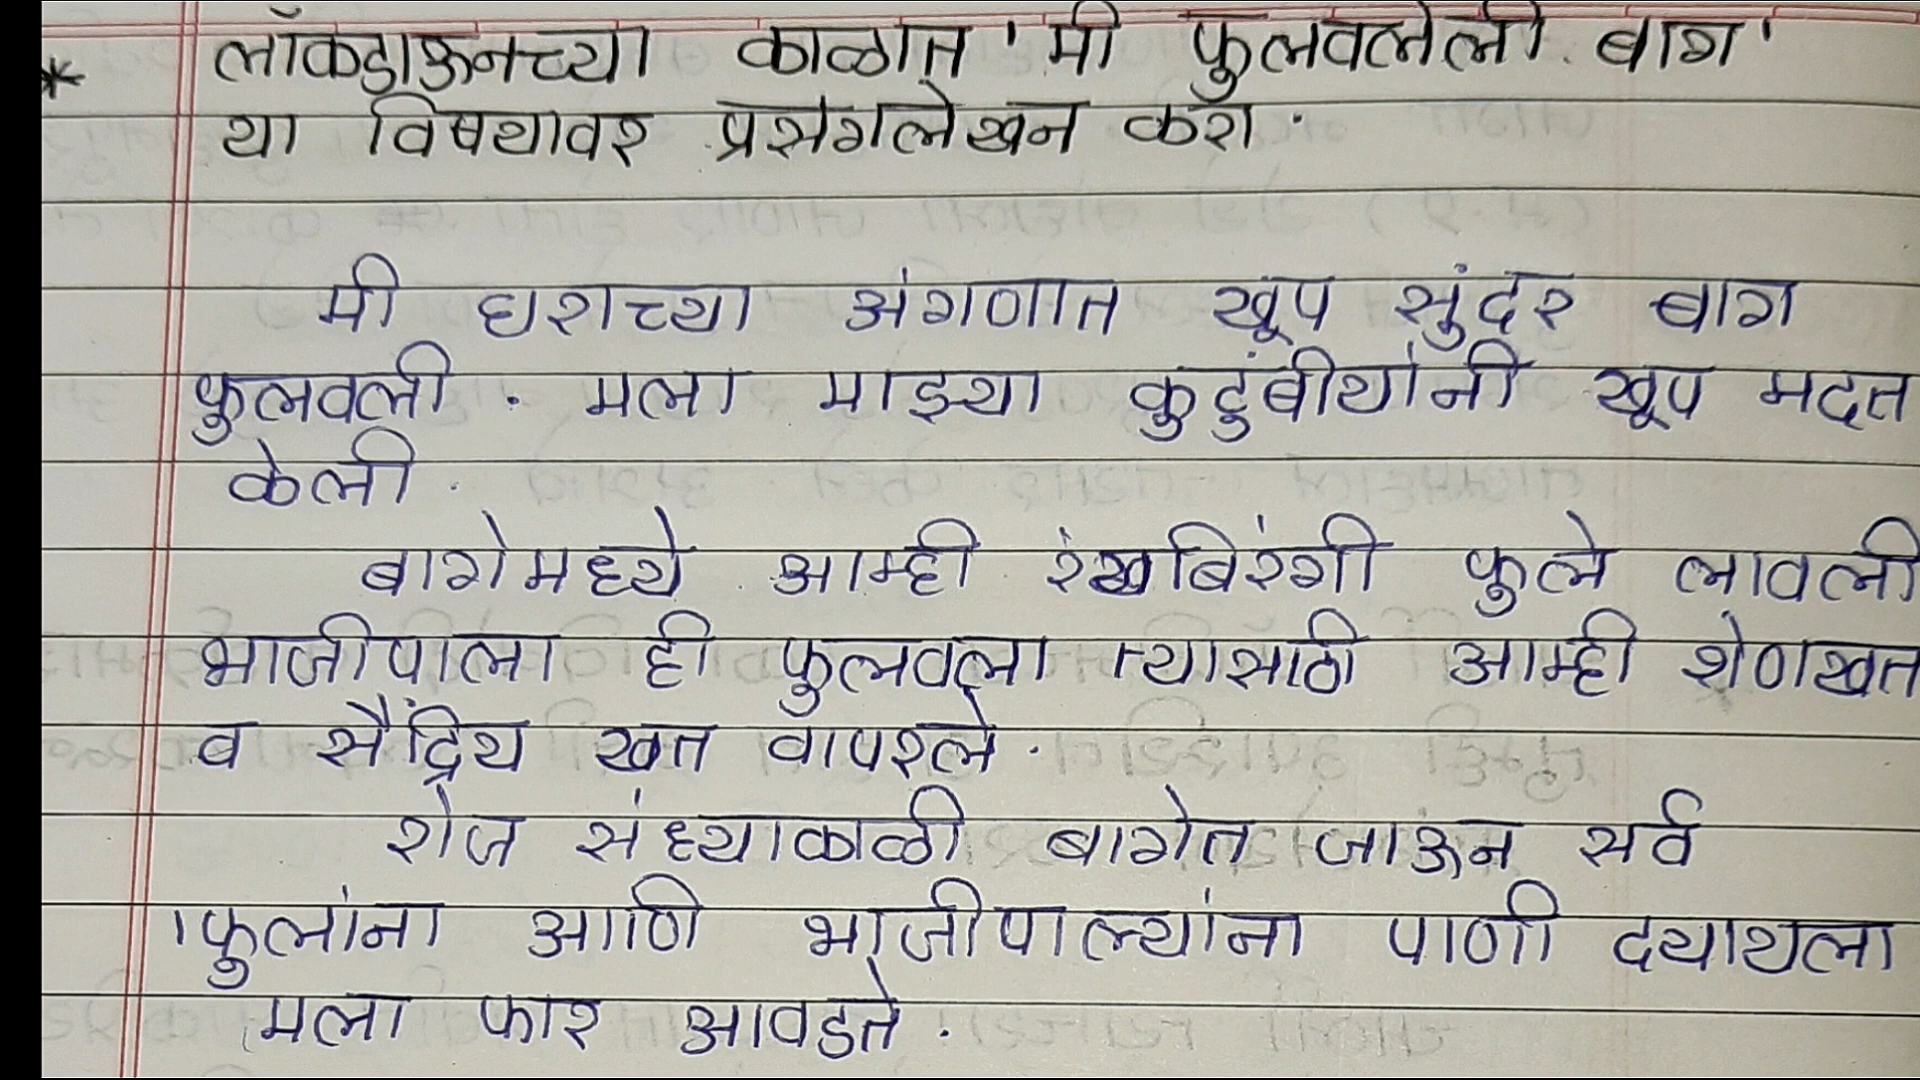 * लॉकडाऊनच्या काळात 'मी फुलवलेली बाग'
या विषयावर प्रसंगलेखन करा.
मी घराच्या अंगणात खूप सुंदर बाग
फुलवली. मला माझ्या कुटुंबीयांनी खूप मदत
केली.
बागेमध्ये आम्ही रंगबिरंगी फुले लावली
भाजीपाला ही फुलवला त्यासाठी आम्ही शेणखत
व सेंद्रिय खत वापरले.
रोज संध्याकाळी बागेत जाऊन सर्व
फुलांना आणि भाजीपाल्यांना पाणी दयायला
मला फार आवडते.